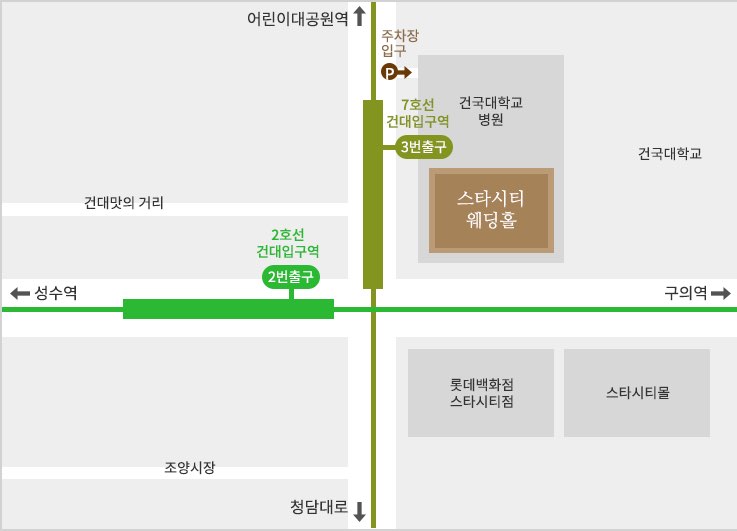 어린이대공원역
주차장
입구
P
7호선
건대입구역
3번출구
건국대학교
병원
건국대학교
스타시티
웨딩홀
건대맛의 거리
2호선
건대입구역
2번출구
성수역
구의역
롯데백화점
스타시티점
스타시티몰
조양시장
청담대로